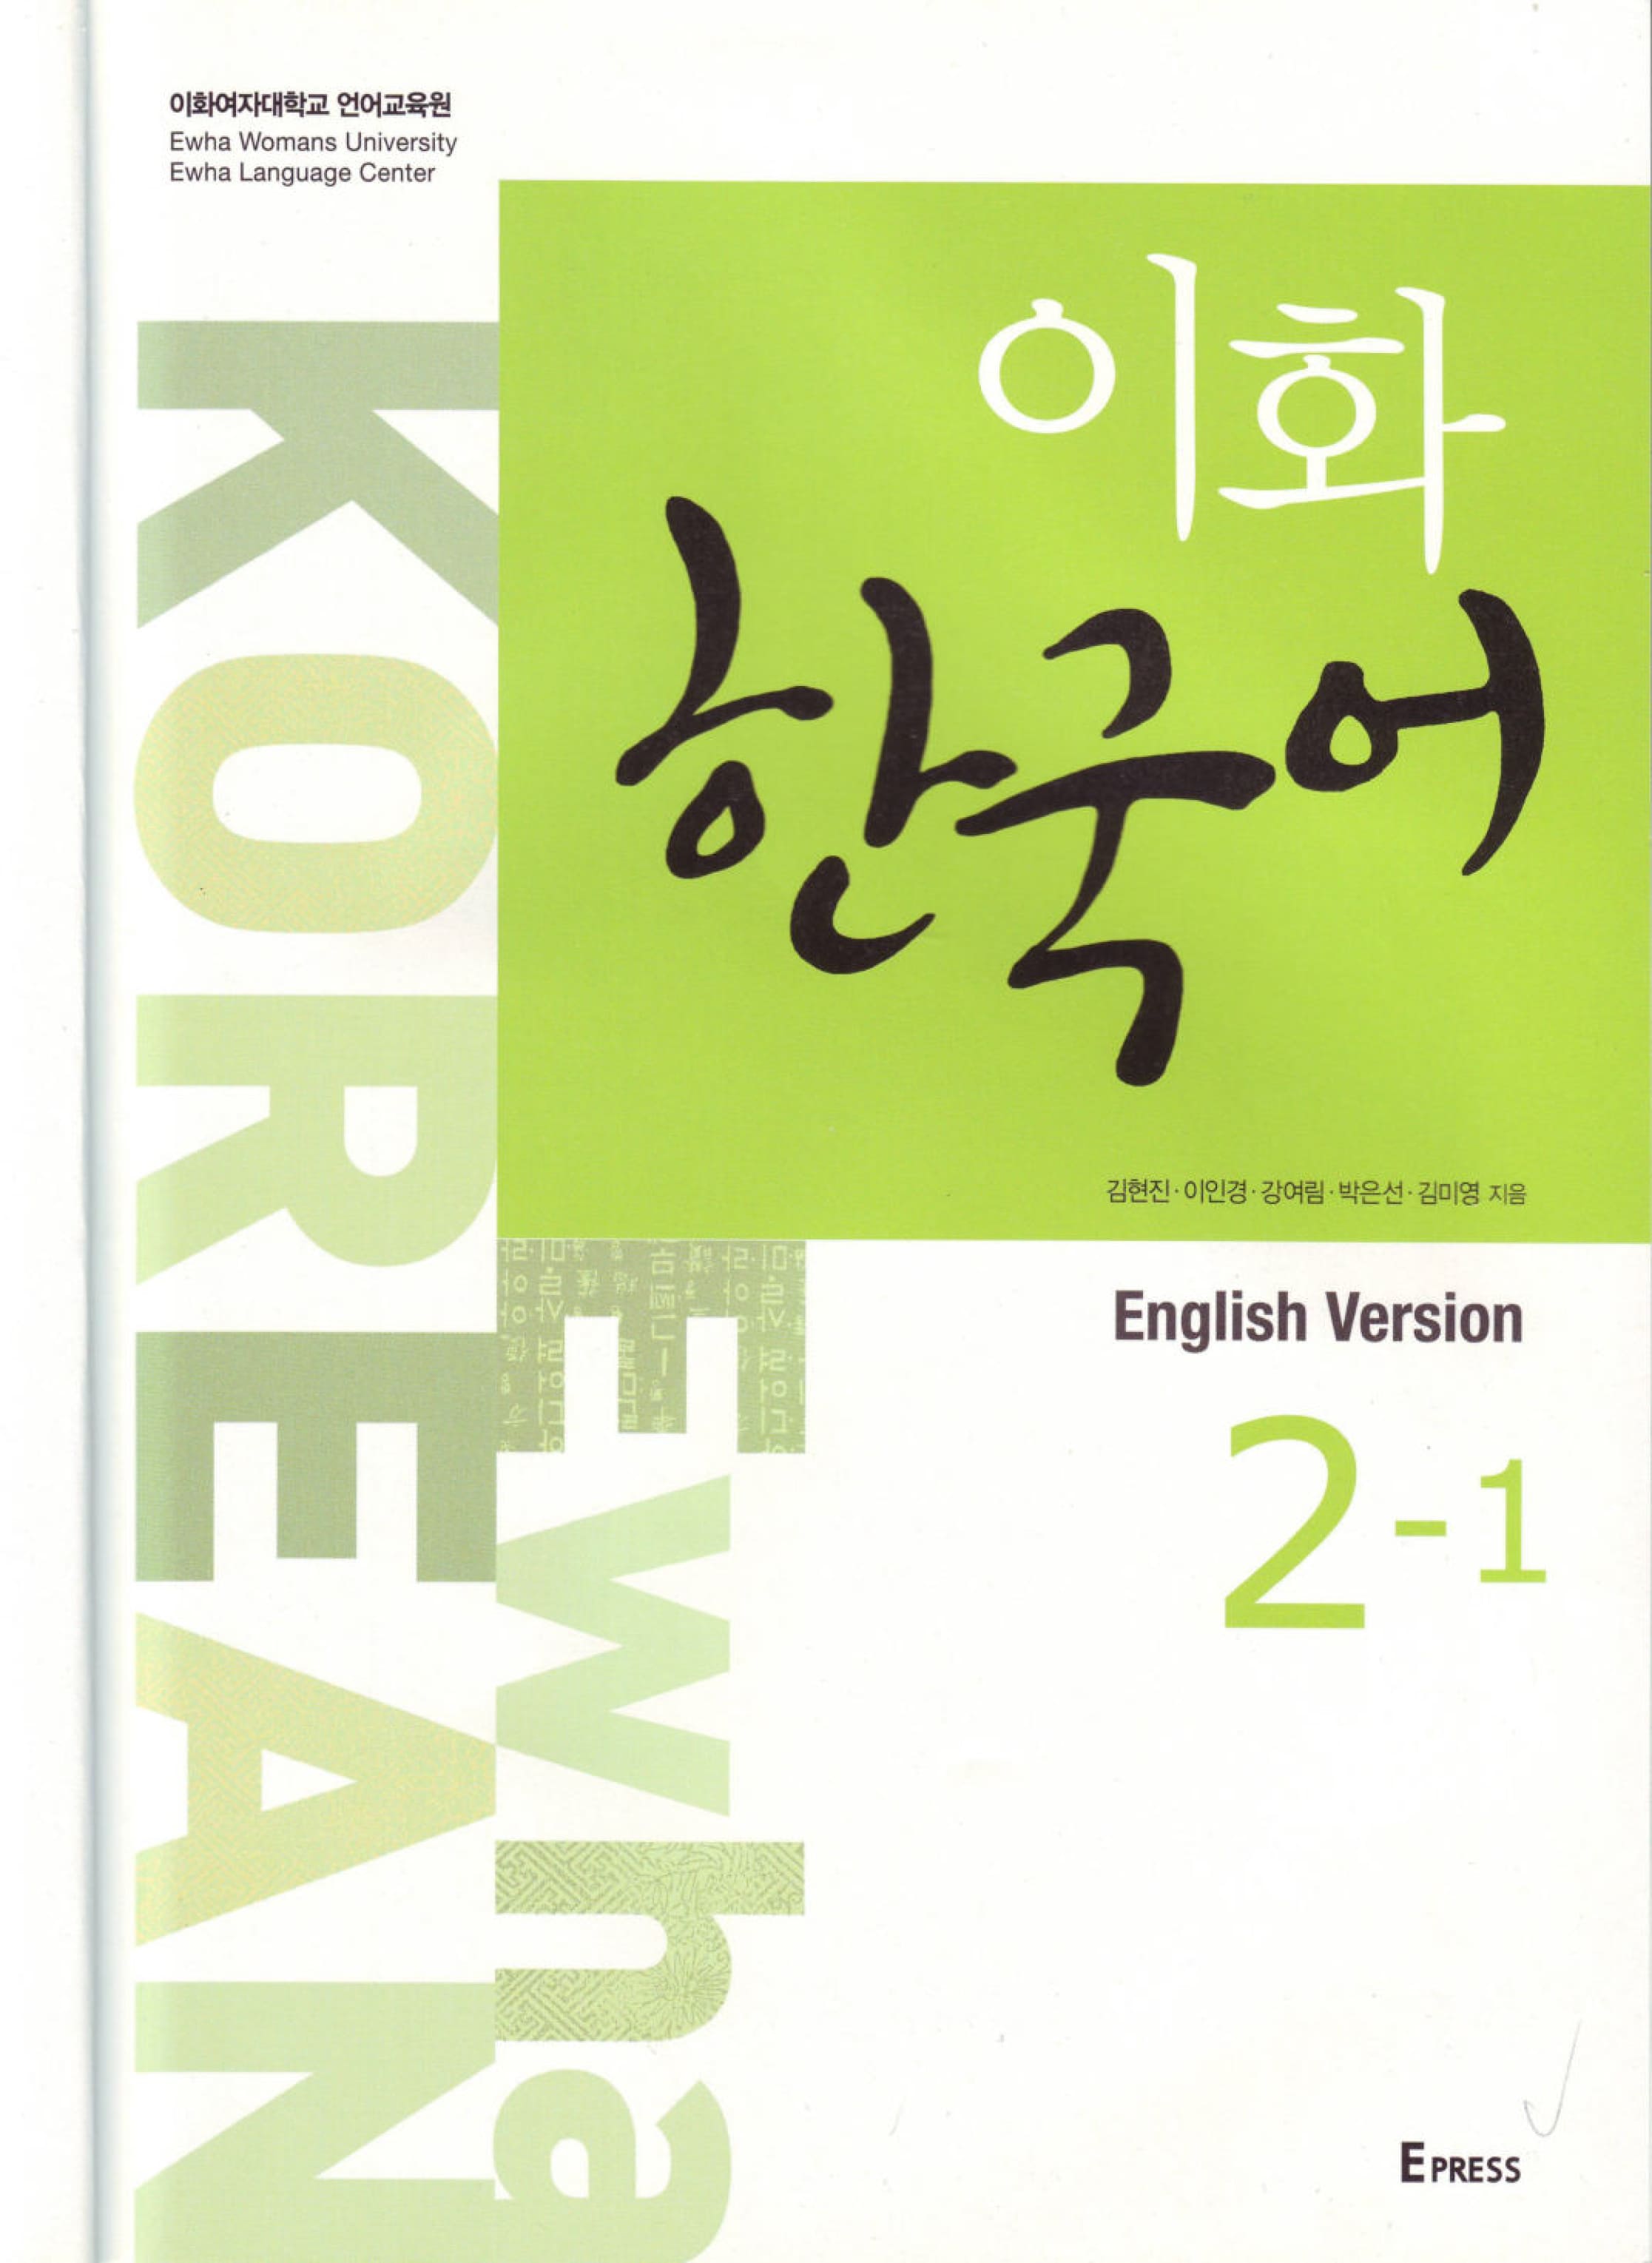 이화여자대학교 언어교육원
Ewha Womans University
Ewha Language Center
이화
한국어
김현진·이인경·강여림·박은선·김미영 지음
English Version
2-1
KOREAN
Ewha
E PRESS